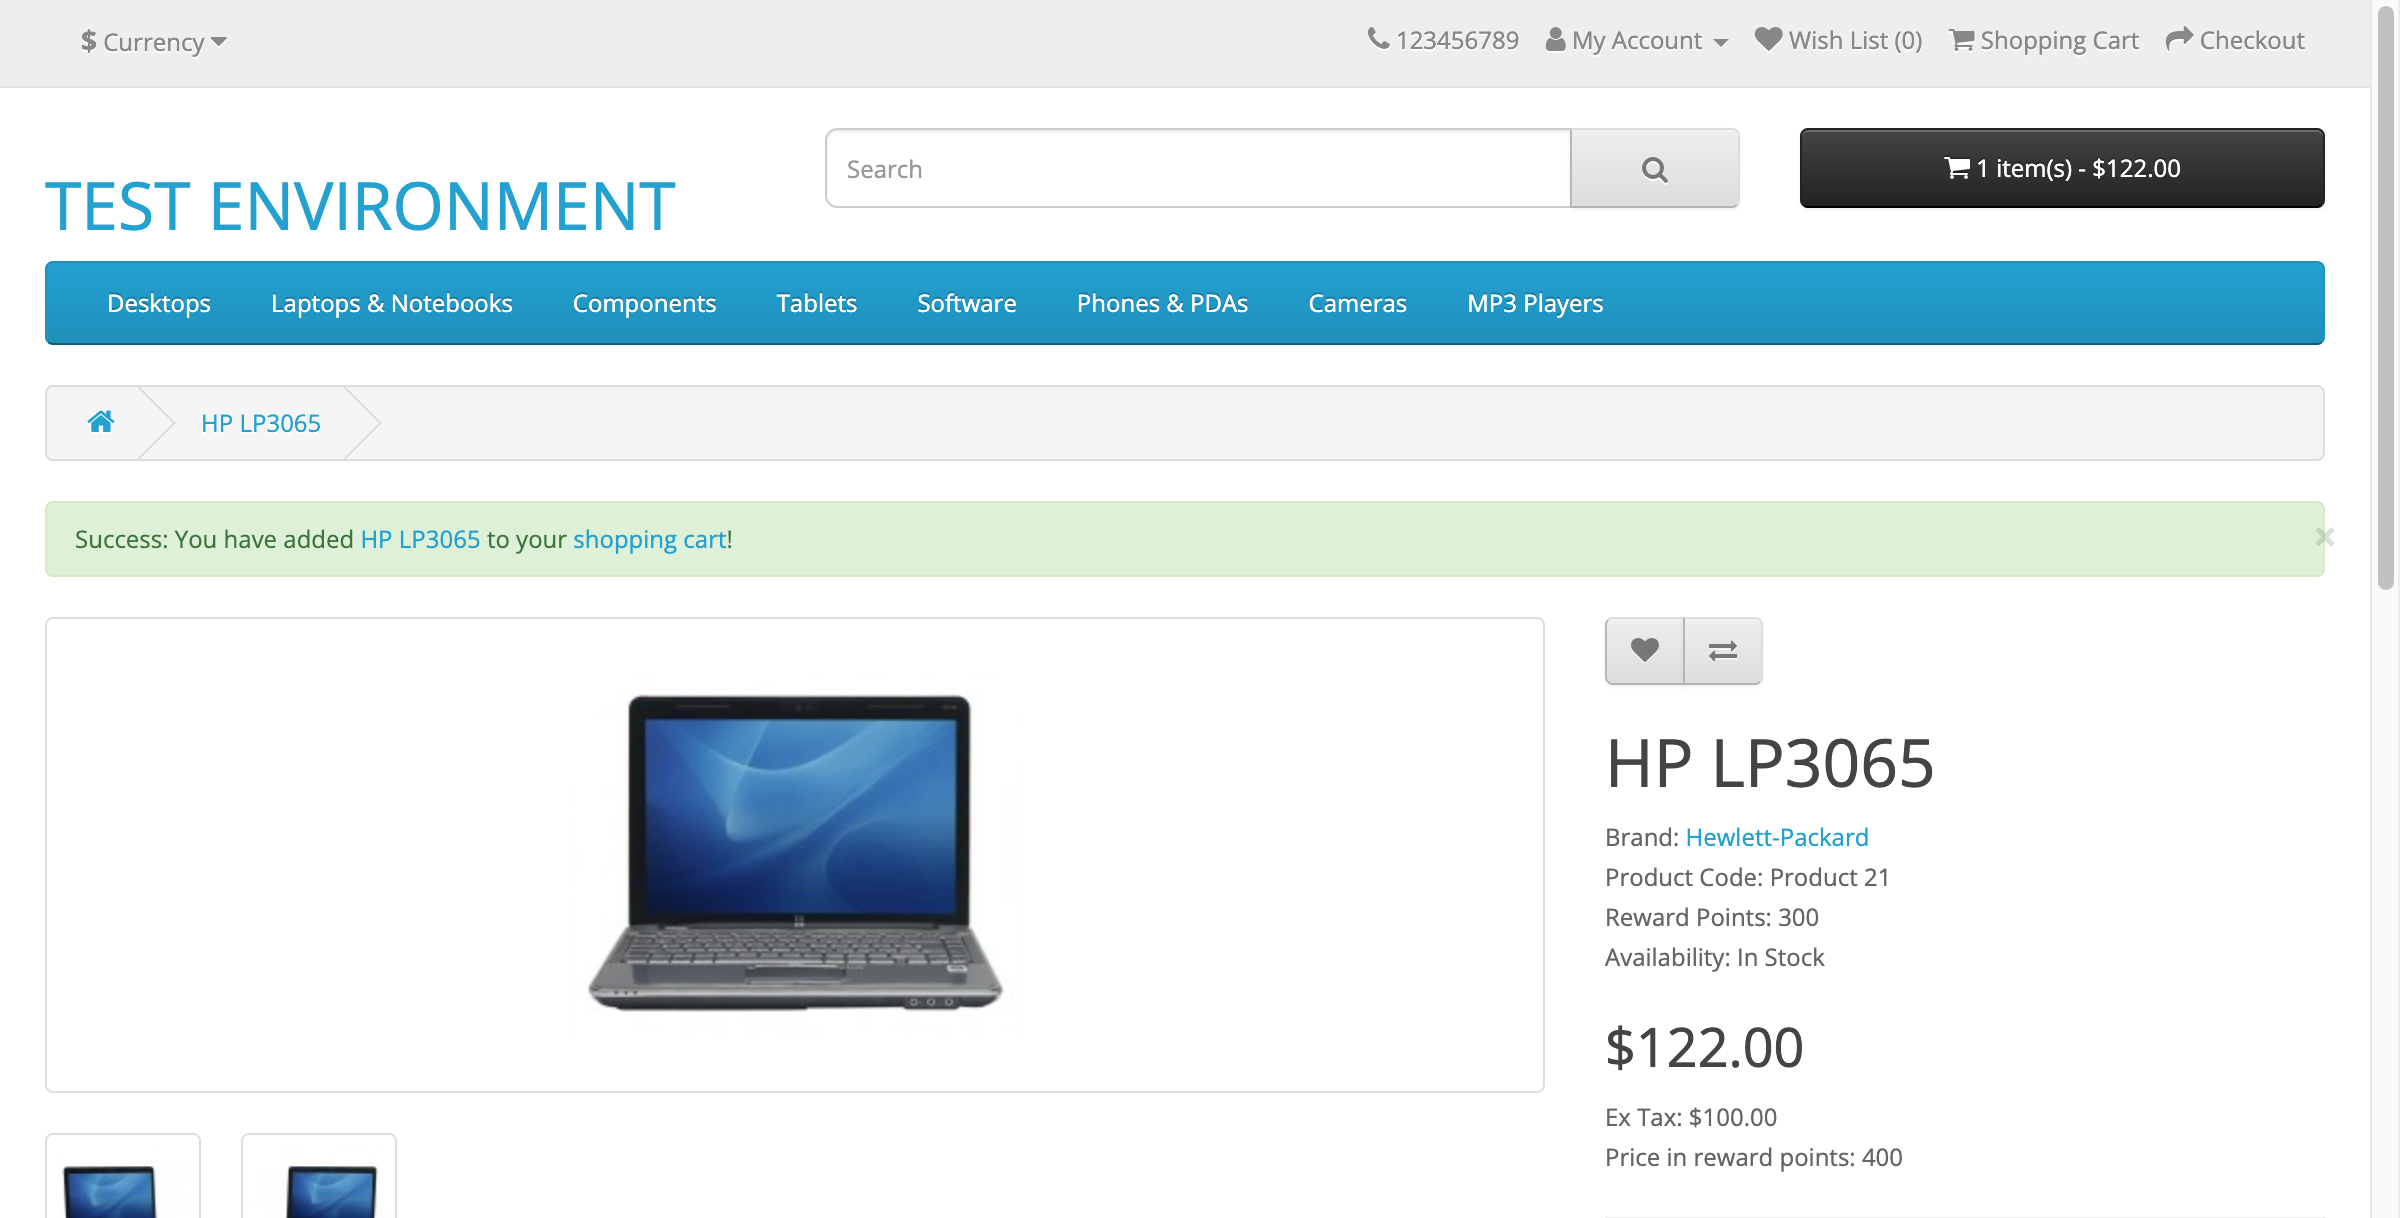 $ Currency
123456789 My Account Wish List (0) Shopping Cart Checkout
TEST ENVIRONMENT
Search
1 item(s) - $122.00
Desktops Laptops & Notebooks Components Tablets Software Phones & PDAs Cameras MP3 Players
HP LP3065
Success: You have added HP LP3065 to your shopping cart!
×
HP LP3065
Brand: Hewlett-Packard
Product Code: Product 21
Reward Points: 300
Availability: In Stock
$122.00
Ex Tax: $100.00
Price in reward points: 400